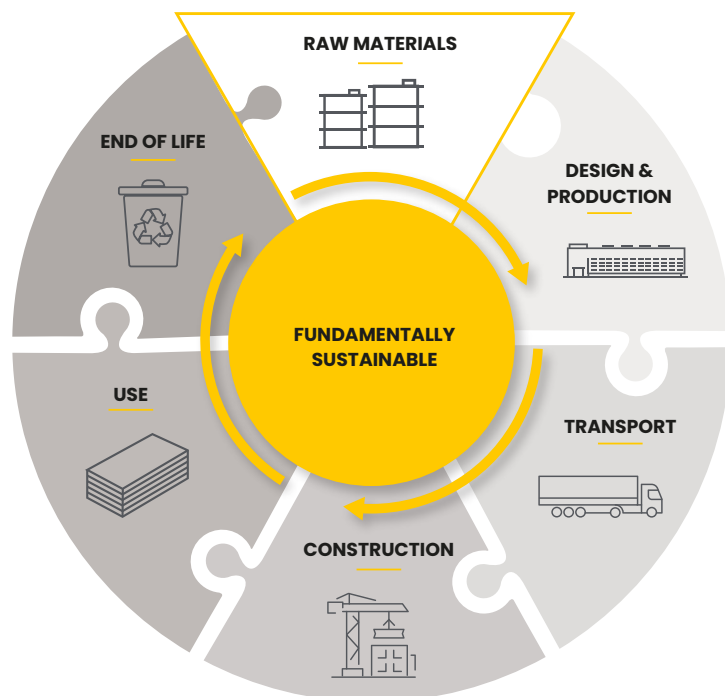 RAW MATERIALS
END OF LIFE
DESIGN &
PRODUCTION
FUNDAMENTALLY
SUSTAINABLE
USE
TRANSPORT
CONSTRUCTION